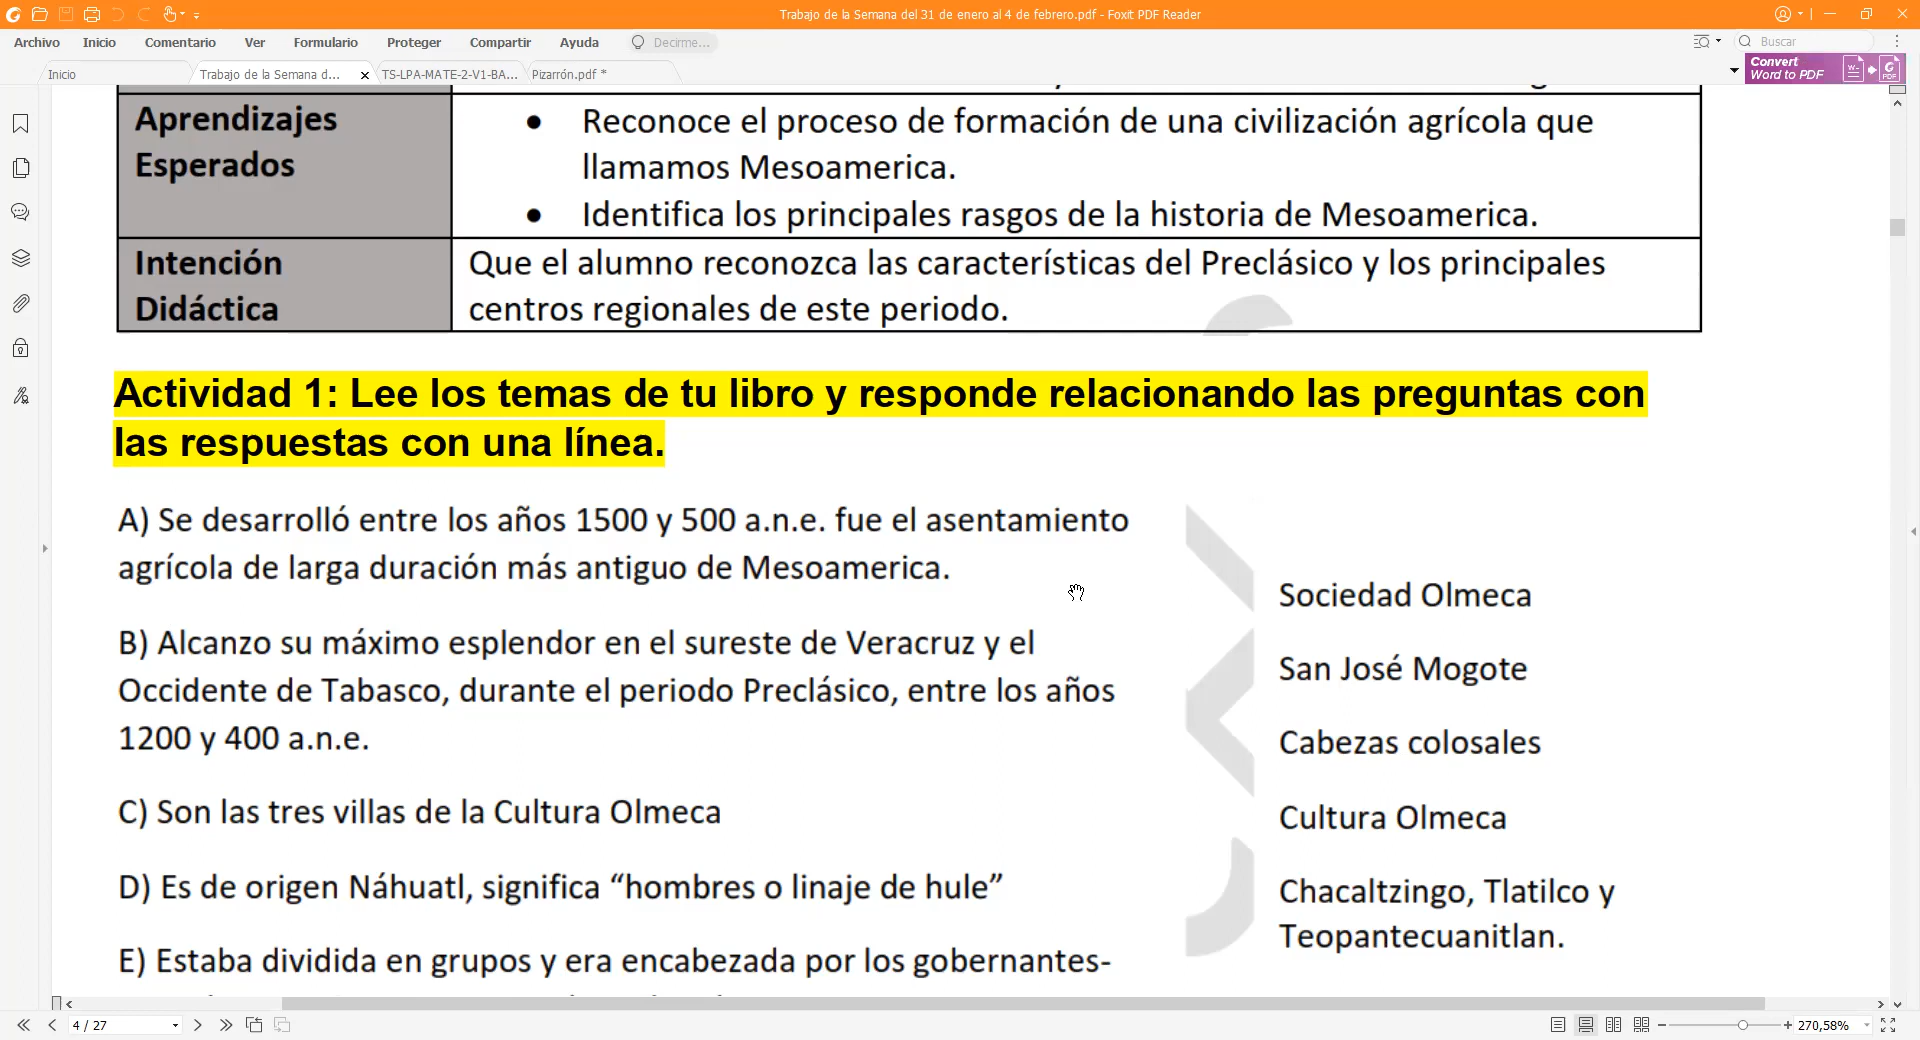 Trabajo de la Semana del 31 de enero al 4 de febrero.pdf - Foxit PDF Reader
Archivo Inicio Comentario Ver Formulario Proteger Compartir Ayuda Decirme... Buscar
Inicio Trabajo de la Semana d... TS-LPA-MATE-2-V1-BA... Pizarrón.pdf *
Convert
Word to PDF
Aprendizajes
Esperados
• Reconoce el proceso de formación de una civilización agrícola que
llamamos Mesoamerica.
• Identifica los principales rasgos de la historia de Mesoamerica.
Intención
Didáctica
Que el alumno reconozca las características del Preclásico y los principales
centros regionales de este periodo.
Actividad 1: Lee los temas de tu libro y responde relacionando las preguntas con
las respuestas con una línea.
A) Se desarrolló entre los años 1500 y 500 a.n.e. fue el asentamiento
agrícola de larga duración más antiguo de Mesoamerica.
B) Alcanzo su máximo esplendor en el sureste de Veracruz y el
Occidente de Tabasco, durante el periodo Preclásico, entre los años
1200 y 400 a.n.e.
C) Son las tres villas de la Cultura Olmeca
D) Es de origen Náhuatl, significa “hombres o linaje de hule”
E) Estaba dividida en grupos y era encabezada por los gobernantes-
Sociedad Olmeca
San José Mogote
Cabezas colosales
Cultura Olmeca
Chacaltzingo, Tlatilco y
Teopantecuanitlan.
4 / 27
270,58%